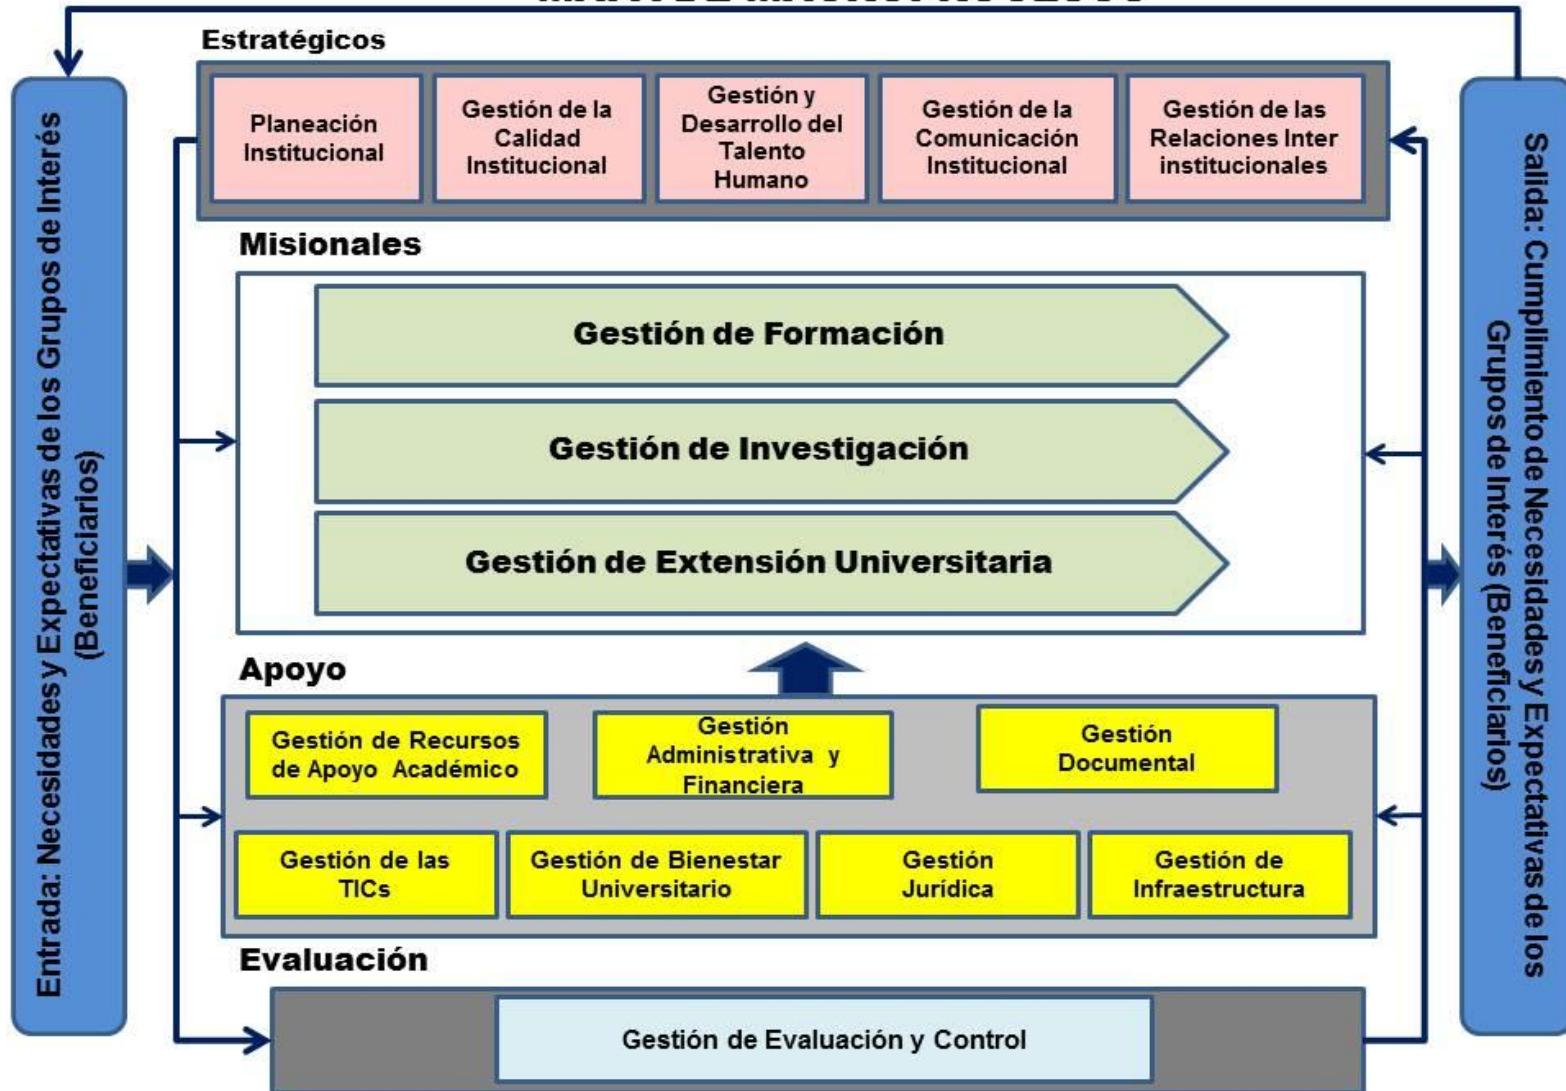 Estratégicos
Planeación
Institucional
Gestión de la
Calidad
Institucional
Gestión y
Desarrollo del
Talento
Humano
Gestión de la
Comunicación
Institucional
Gestión de las
Relaciones Inter
institucionales
Entrada: Necesidades y Expectativas de los Grupos de Interés
(Beneficiarios)
Misionales
Gestión de Formación
Gestión de Investigación
Gestión de Extensión Universitaria
Apoyo
Gestión de Recursos
de Apoyo Académico
Gestión
Administrativa y
Financiera
Gestión
Documental
Gestión de las
TICs
Gestión de Bienestar
Universitario
Gestión
Jurídica
Gestión de
Infraestructura
Evaluación
Gestión de Evaluación y Control
Salida: Cumplimiento de Necesidades y Expectativas de los
Grupos de Interés (Beneficiarios)